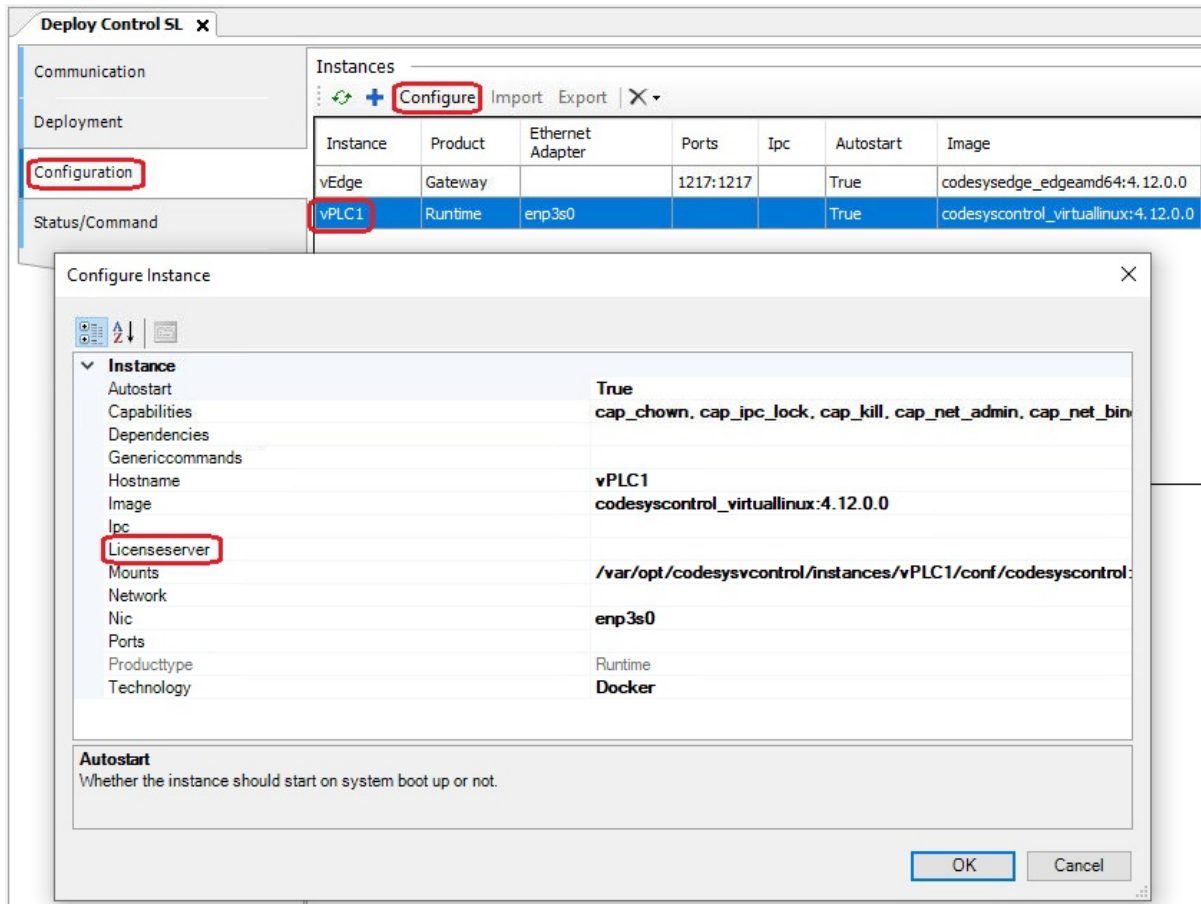 Deploy Control SL
Communication
Deployment
Configuration
Status/Command
Instances
Configure Import Export
Instance Product Ethernet Adapter Ports Ipc Autostart Image
vEdge Gateway 1217:1217 True codesysedge_edgeamd64:4.12.0.0
vPLC1 Runtime enp3s0 True codesyscontrol_virtuallinux:4.12.0.0
Configure Instance
Instance
Autostart True
Capabilities cap_chown, cap_ipc_lock, cap_kill, cap_net_admin, cap_net_bin
Dependencies
Genericcommands
Hostname vPLC1
Image codesyscontrol_virtuallinux:4.12.0.0
Ipc
Licenseserver
Mounts /var/opt/codesysvcontrol/instances/vPLC1/conf/codesyscontrol:
Network
Nic enp3s0
Ports
Producttype Runtime
Technology Docker
Autostart
Whether the instance should start on system boot up or not.
OK Cancel